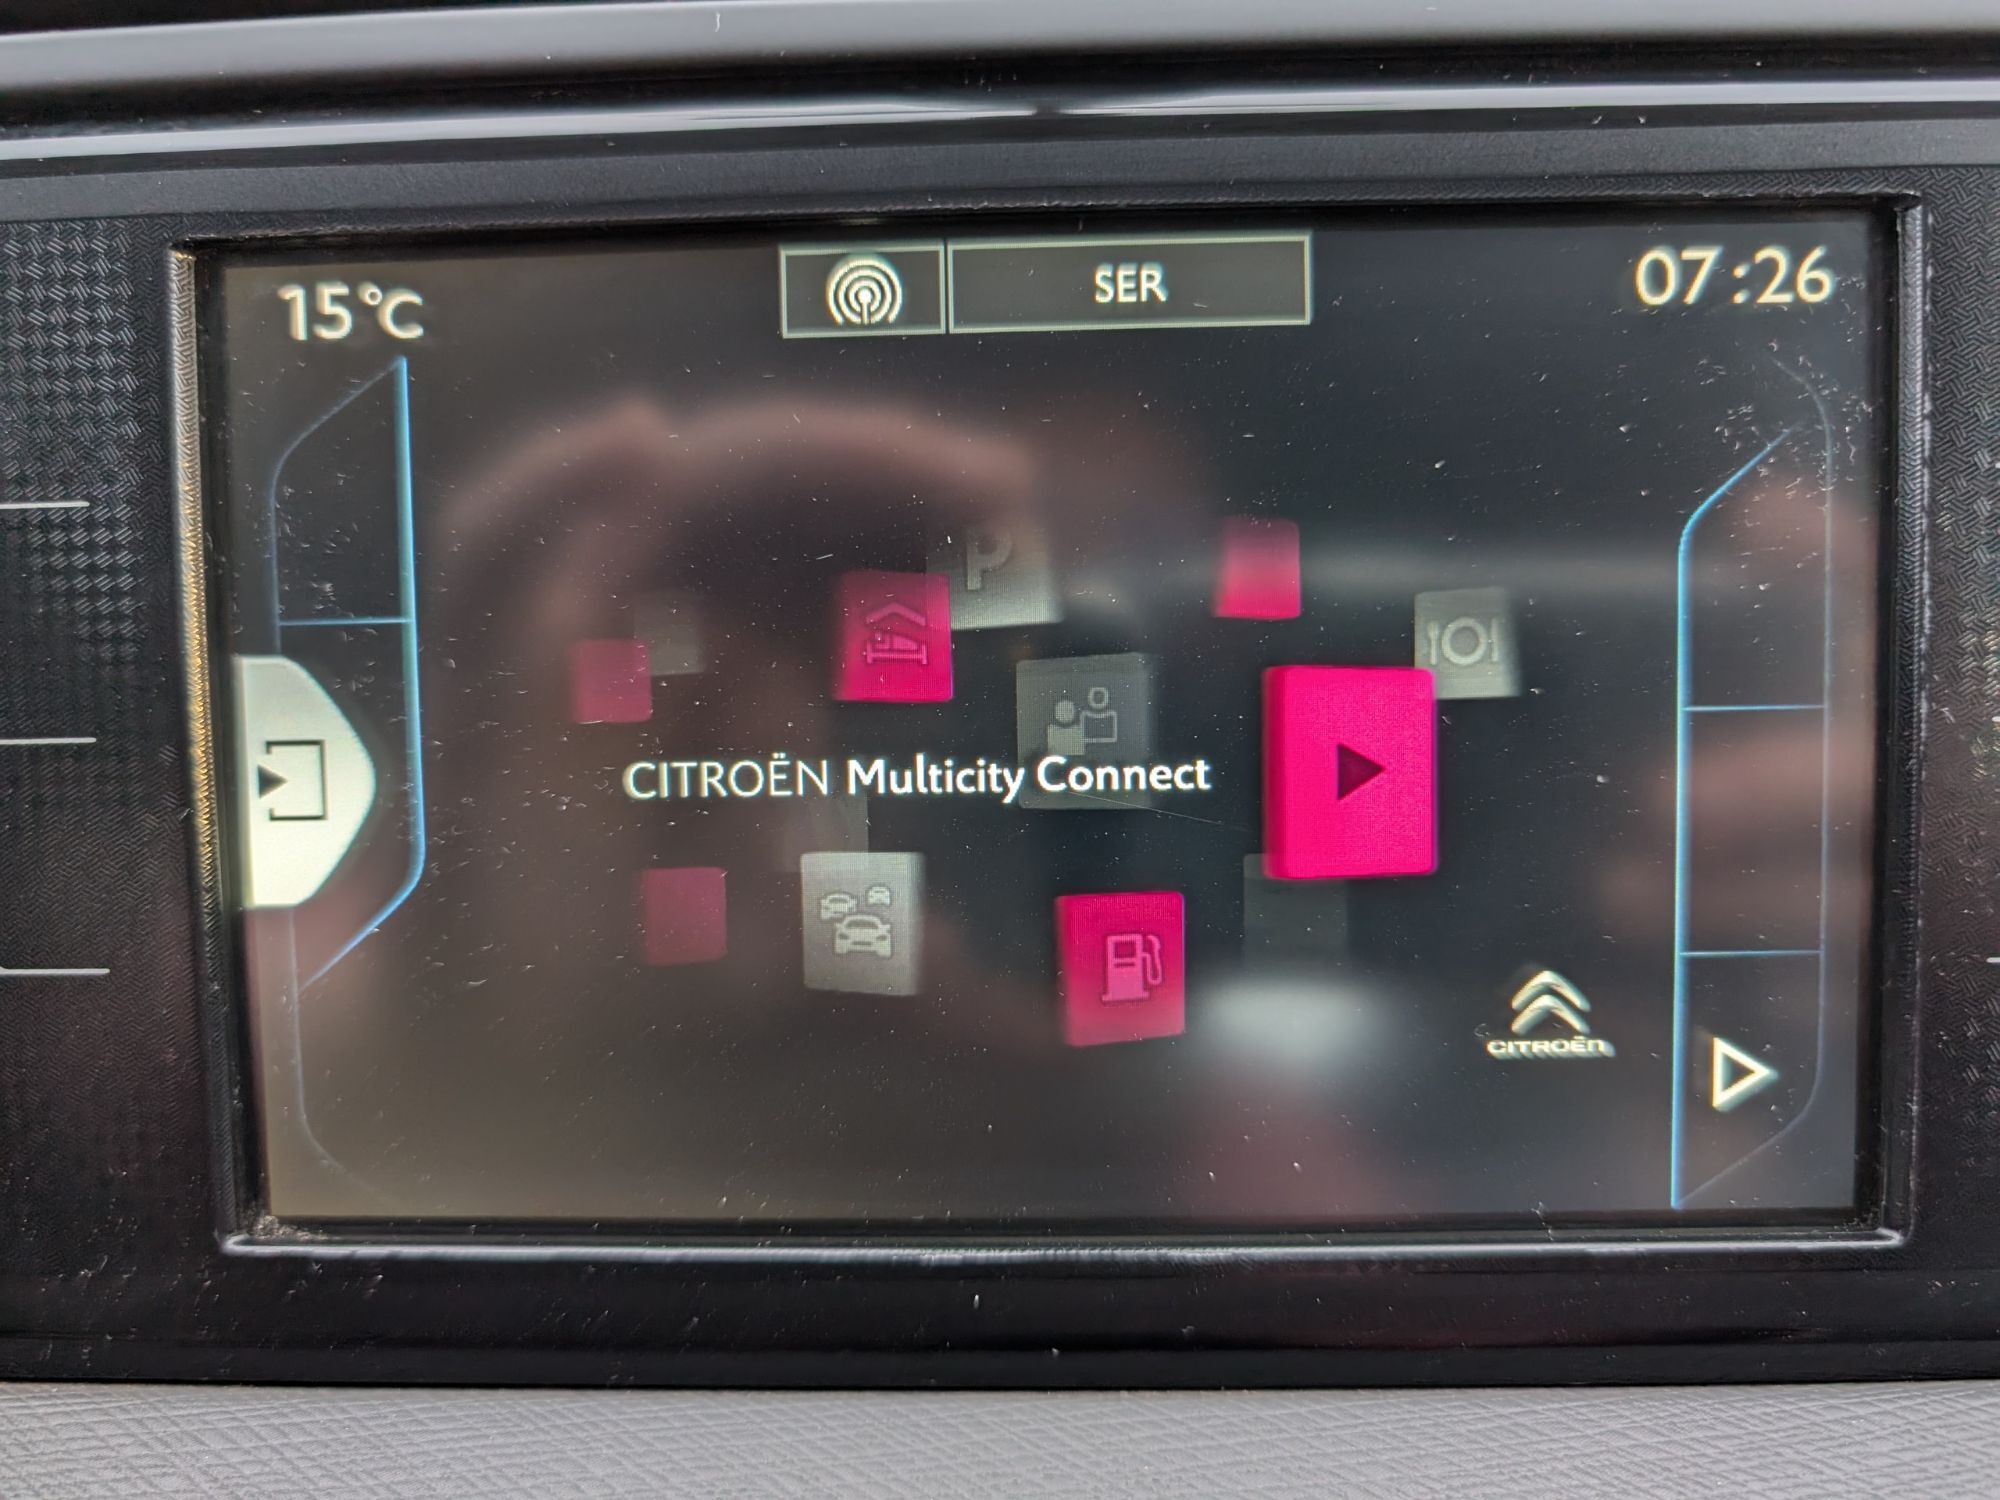 15°C
SER
07:26
P
CITROËN Multicity Connect
CITROËN